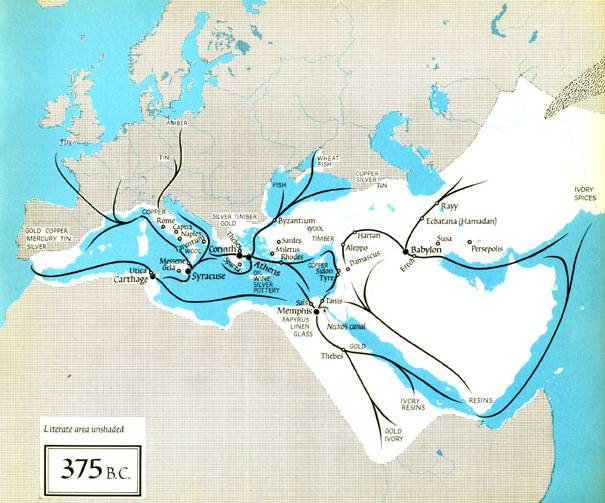 AMBER
TIN
TIN
WHEAT
FISH
FISH
COPPER
SILVER
TIN
IVORY
SPICES
COPPER
Rome
Capua
Naples
SILVER TIMBER
GOLD
Byzantium
WOOL
TIMBER
Rayy
Ecbatana (Hamadan)
Susa
Persepolis
GOLD COPPER
MERCURY TIN
SILVER
WOOL
Corinth
Thebes
Sparta
Athens
Sardes
Miletus
Rhodes
Harran
Aleppo
Damascus
Babylon
Erech
Messene
Gela
Syracuse
Utica
Carthage
OIL
WINE
SILVER
POTTERY
COPPER
Sidon
Tyre
Sais
Tanis
Memphis
PAPYRUS
LINEN
GLASS
Necho's canal
Thebes
GOLD
IVORY
RESINS
RESINS
GOLD
IVORY
Literate area unshaded
375 B.C.